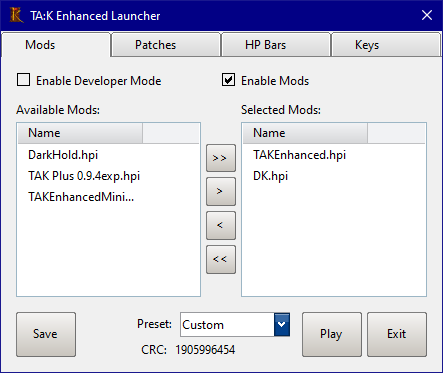 TA:K Enhanced Launcher
Mods Patches HP Bars Keys
Enable Developer Mode Enable Mods
Available Mods: Selected Mods:
Name Name
DarkHold.hpi TAKEnhanced.hpi
TAK Plus 0.9.4exp.hpi DK.hpi
TAKEnhancedMini...
>>
>
<
<<
Save Preset: Custom Play Exit
CRC: 1905996454